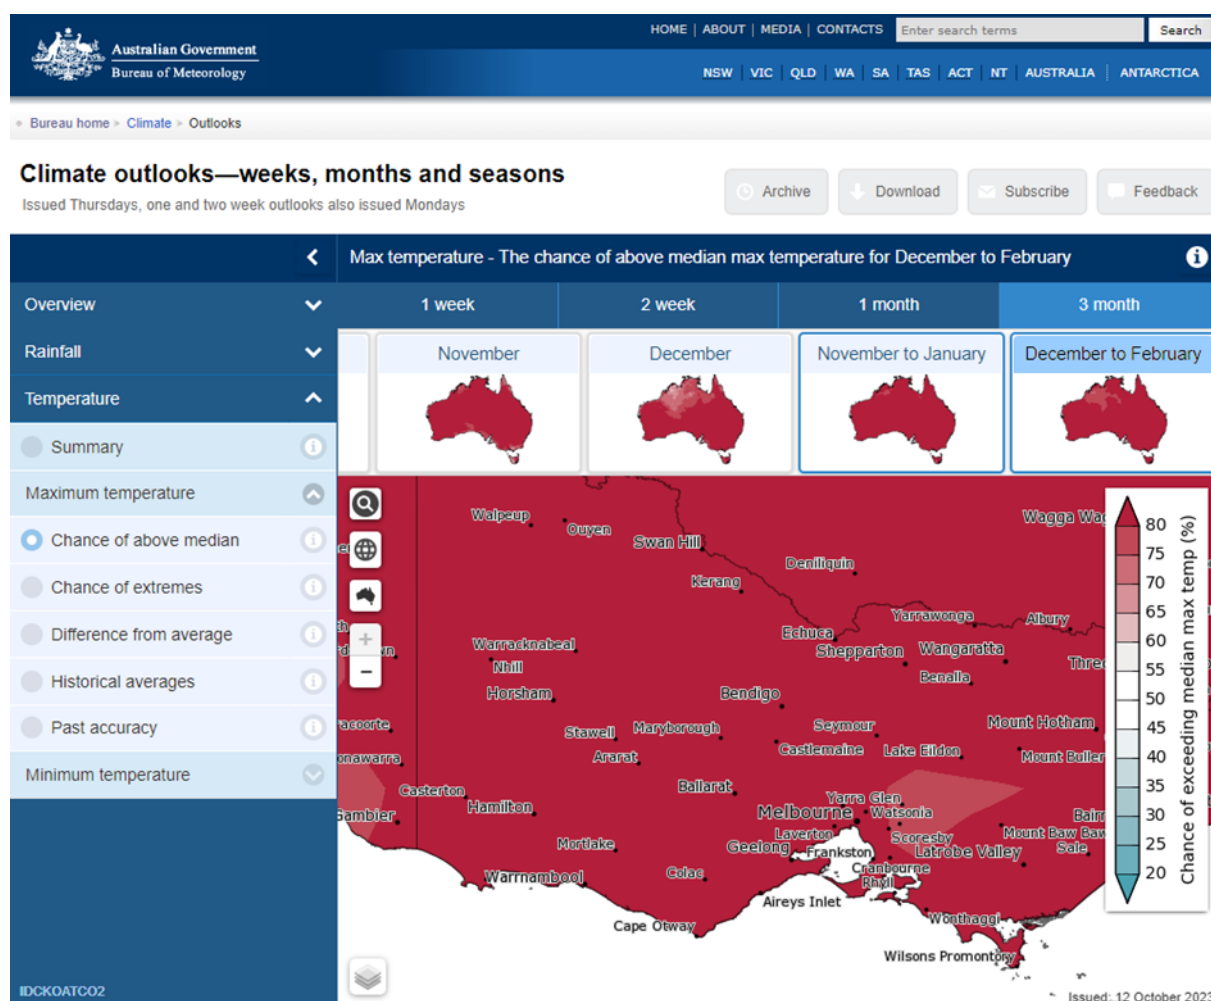 HOME | ABOUT | MEDIA | CONTACTS
Enter search terms
Search
Australian Government
Bureau of Meteorology
NSW | VIC | QLD | WA | SA | TAS | ACT | NT | AUSTRALIA | ANTARCTICA
Bureau home > Climate > Outlooks
Climate outlooks—weeks, months and seasons
Issued Thursdays, one and two week outlooks also issued Mondays
Archive
Download
Subscribe
Feedback
Max temperature - The chance of above median max temperature for December to February
Overview
Rainfall
Temperature
Summary
Maximum temperature
Chance of above median
Chance of extremes
Difference from average
Historical averages
Past accuracy
Minimum temperature
IDCKOATCO2
1 week
2 week
1 month
3 month
November
December
November to January
December to February
Walpeup
Ouyen
Swan Hill
Wagga Wag
Deniliquin
Kerang
Yarrawonga
Albury
Echuca
Shepparton
Wangaratta
Warracknabeal
Nhill
Benalla
Three
Horsham
Bendigo
acoorte
Stawell
Maryborough
Seymour
Mount Hotham
onawarra
Ararat
Castlemaine
Lake Eildon
Mount Buller
Casterton
Ballarat
Hamilton
Yarra Glen
Gambier
Melbourne
Watsonia
Bairn
Laverton
Scoresby
Mount Baw Baw
Mortlake
Geelong
Frankston
Latrobe Valley
Sale
Cranbourne
Warrnambool
Colac
Rhyll
Aireys Inlet
Wonthaggi
Cape Otway
Wilsons Promontory
80
75
70
65
60
55
50
45
40
35
30
25
20
Chance of exceeding median max temp (%)
Issued: 12 October 2023